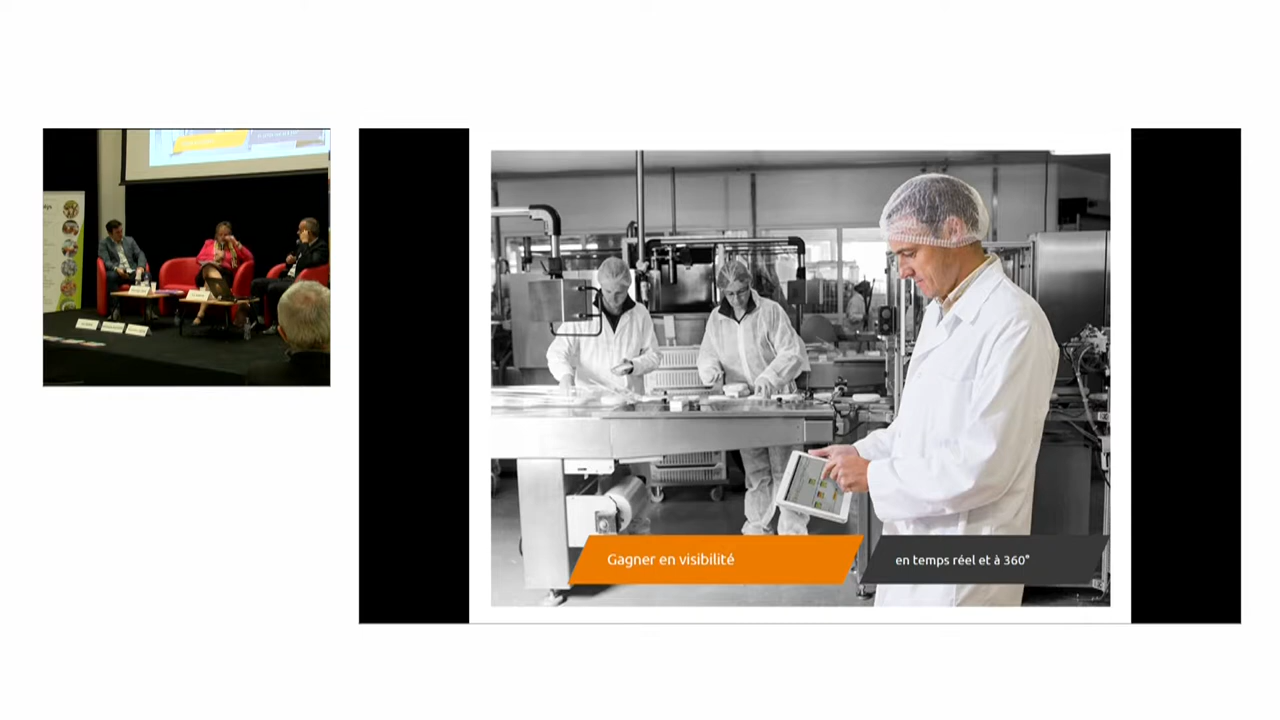 Gagner en visibilité
en temps réel et à 360°